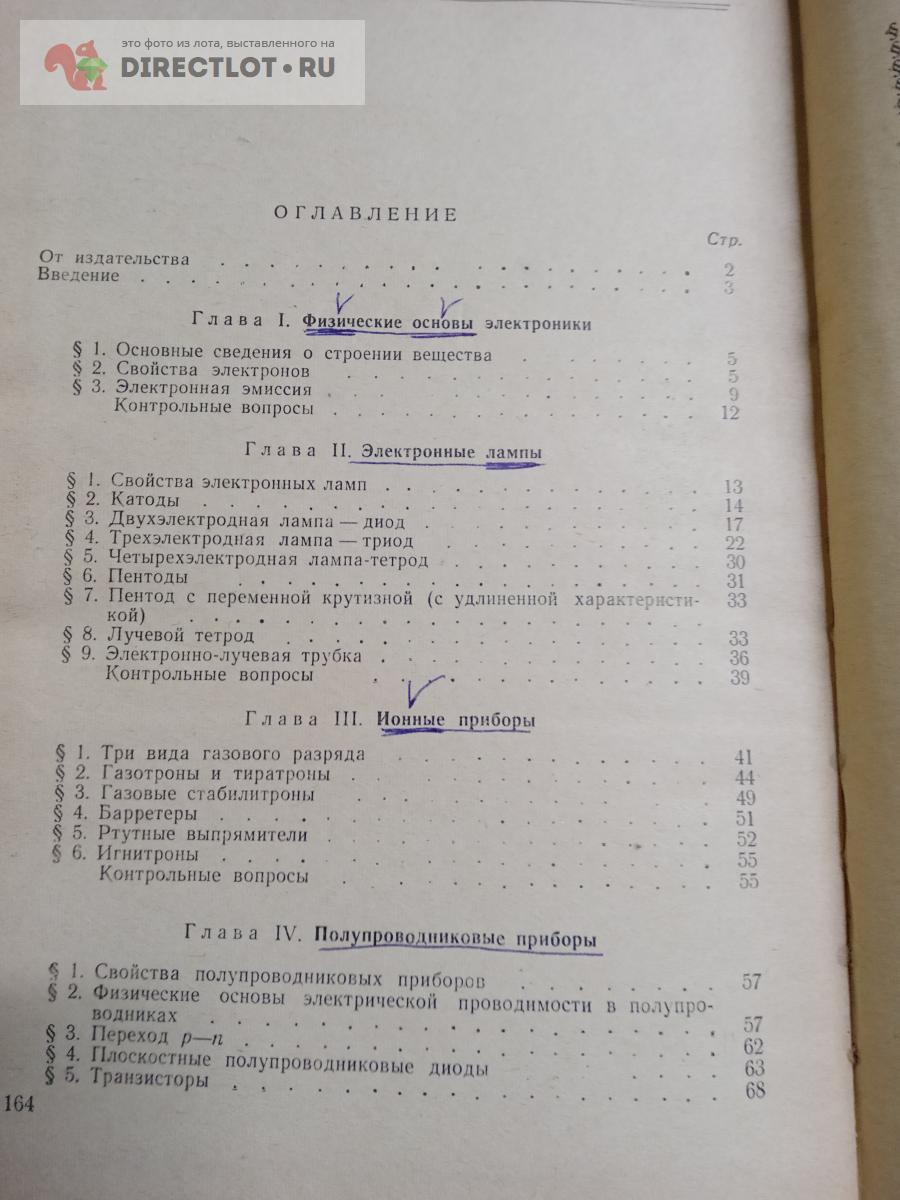 это фото из лота, выставленного на
DIRECTLOT•RU
ОГЛАВЛЕНИЕ
Стр.
От издательства . . . . . . . . . . . . . . 2
Введение . . . . . . . . . . . . . . . . 3
Глава I. Физические основы электроники
§ 1. Основные сведения о строении вещества . . . . . . 5
§ 2. Свойства электронов . . . . . . . . . . . 5
§ 3. Электронная эмиссия . . . . . . . . . . . 9
Контрольные вопросы . . . . . . . . . . . 12
Глава II. Электронные лампы
§ 1. Свойства электронных ламп . . . . . . . . . 13
§ 2. Катоды . . . . . . . . . . . . . . . 14
§ 3. Двухэлектродная лампа — диод . . . . . . . . 17
§ 4. Трехэлектродная лампа — триод . . . . . . . . 22
§ 5. Четырехэлектродная лампа-тетрод . . . . . . . 30
§ 6. Пентоды . . . . . . . . . . . . . . 31
§ 7. Пентод с переменной крутизной (с удлиненной характеристи- 33
кой) . . . . . . . . . . . . . . . .
§ 8. Лучевой тетрод . . . . . . . . . . . . 33
§ 9. Электронно-лучевая трубка . . . . . . . . . 36
Контрольные вопросы . . . . . . . . . . 39
Глава III. Ионные приборы
§ 1. Три вида газового разряда . . . . . . . . . 41
§ 2. Газотроны и тиратроны . . . . . . . . . . 44
§ 3. Газовые стабилитроны . . . . . . . . . . 49
§ 4. Барретеры . . . . . . . . . . . . . . 51
§ 5. Ртутные выпрямители . . . . . . . . . . . 52
§ 6. Игнитроны . . . . . . . . . . . . . . 55
Контрольные вопросы . . . . . . . . . . 55
Глава IV. Полупроводниковые приборы
§ 1. Свойства полупроводниковых приборов . . . . . . 57
§ 2. Физические основы электрической проводимости в полупро-
водниках . . . . . . . . . . . . . . 57
§ 3. Переход p—n . . . . . . . . . . . . . 62
§ 4. Плоскостные полупроводниковые диоды . . . . . . 63
§ 5. Транзисторы . . . . . . . . . . . . . 68
164